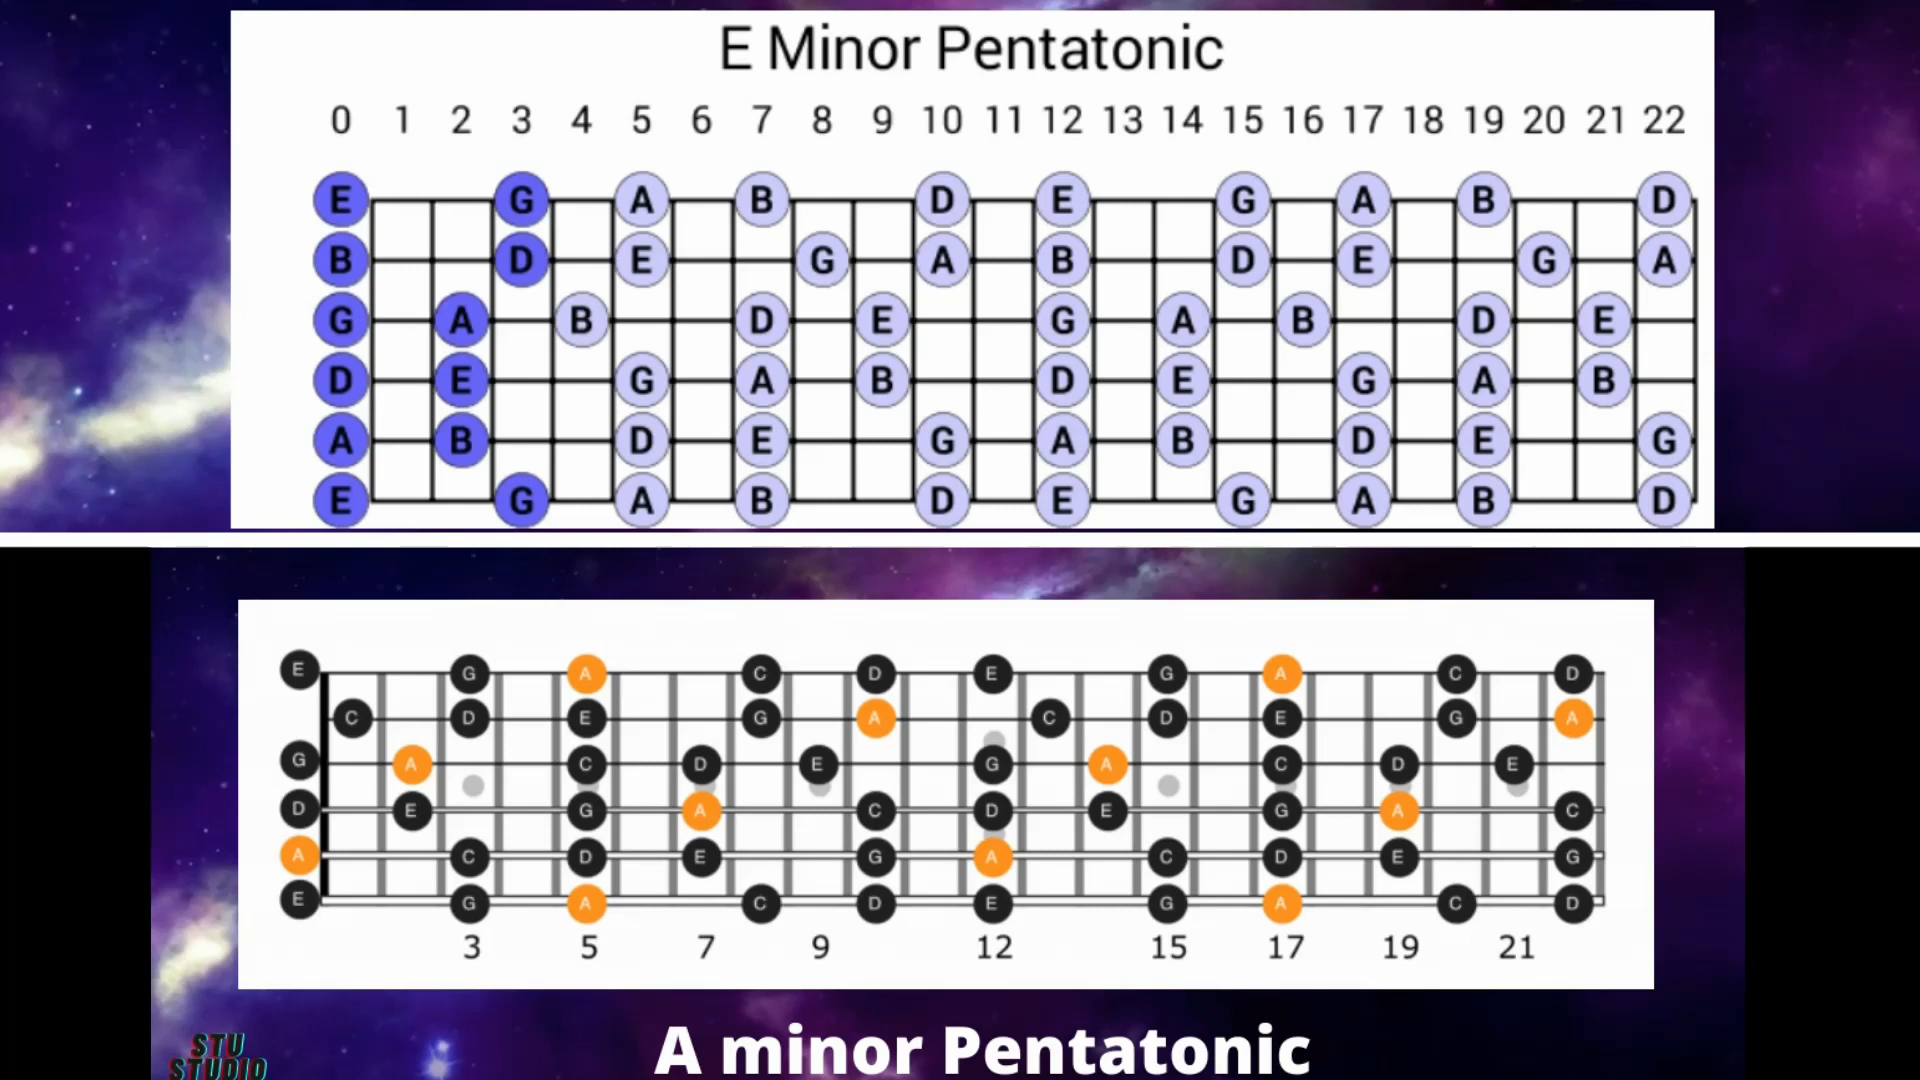 E Minor Pentatonic
0 1 2 3 4 5 6 7 8 9 10 11 12 13 14 15 16 17 18 19 20 21 22
E G A B D E G A B D
B D E G A B D E G A
G A B D E G A B D E
D E G A B D E G A B
A B D E G A B D E G
E G A B D E G A B D
E G A C D E G A C D
C D E G A C D E G A
G A C D E G A C D E
D E G A C D E G A C
A C D E G A C D E G
E G A C D E G A C D
3 5 7 9 12 15 17 19 21
A minor Pentatonic
STU
STUDIO